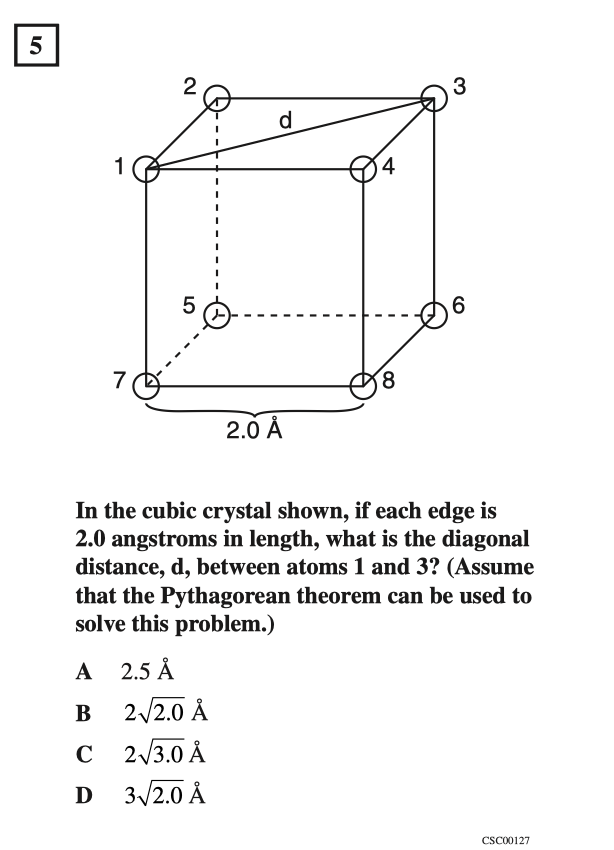 5
2
3
d
1
4
5
6
7
8
2.0 Å
In the cubic crystal shown, if each edge is
2.0 angstroms in length, what is the diagonal
distance, d, between atoms 1 and 3? (Assume
that the Pythagorean theorem can be used to
solve this problem.)
A 2.5 Å
B 2√2.0 Å
C 2√3.0 Å
D 3√2.0 Å
CSC00127